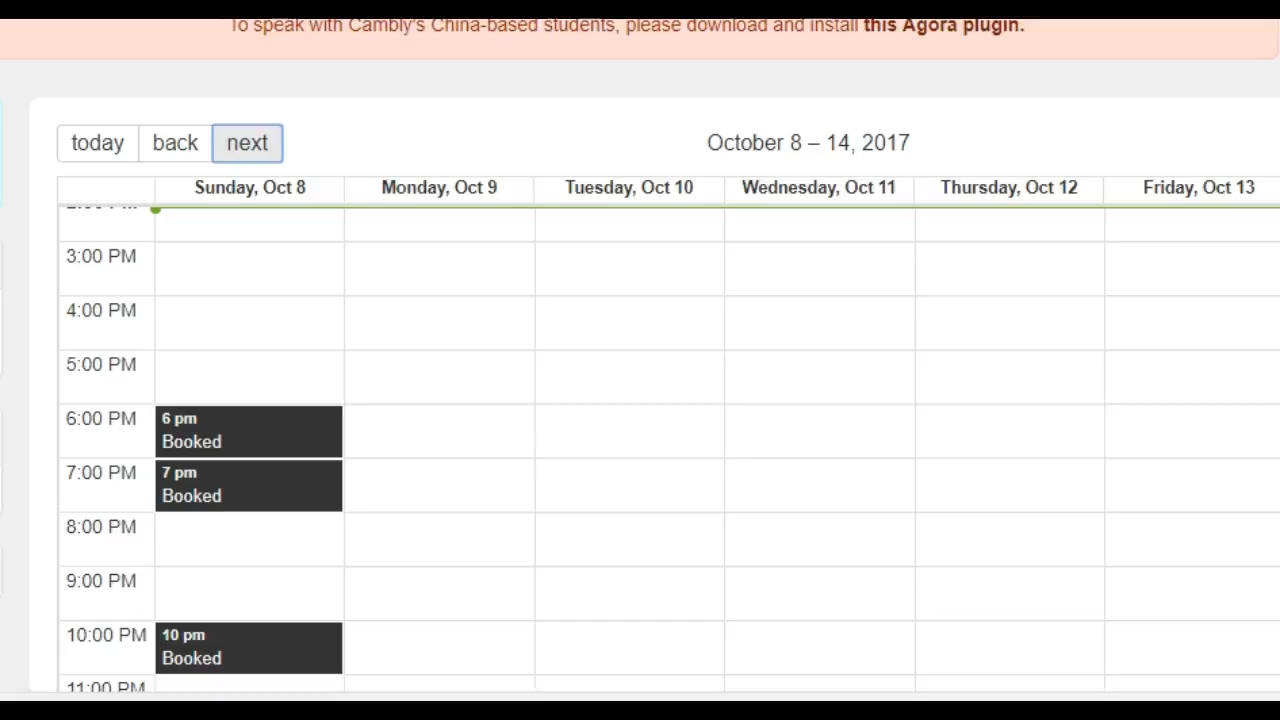 To speak with Cambly's China-based students, please download and install this Agora plugin.
today back next
October 8 – 14, 2017
Sunday, Oct 8 Monday, Oct 9 Tuesday, Oct 10 Wednesday, Oct 11 Thursday, Oct 12 Friday, Oct 13
3:00 PM
4:00 PM
5:00 PM
6:00 PM 6 pm
Booked
7:00 PM 7 pm
Booked
8:00 PM
9:00 PM
10:00 PM 10 pm
Booked
11:00 PM